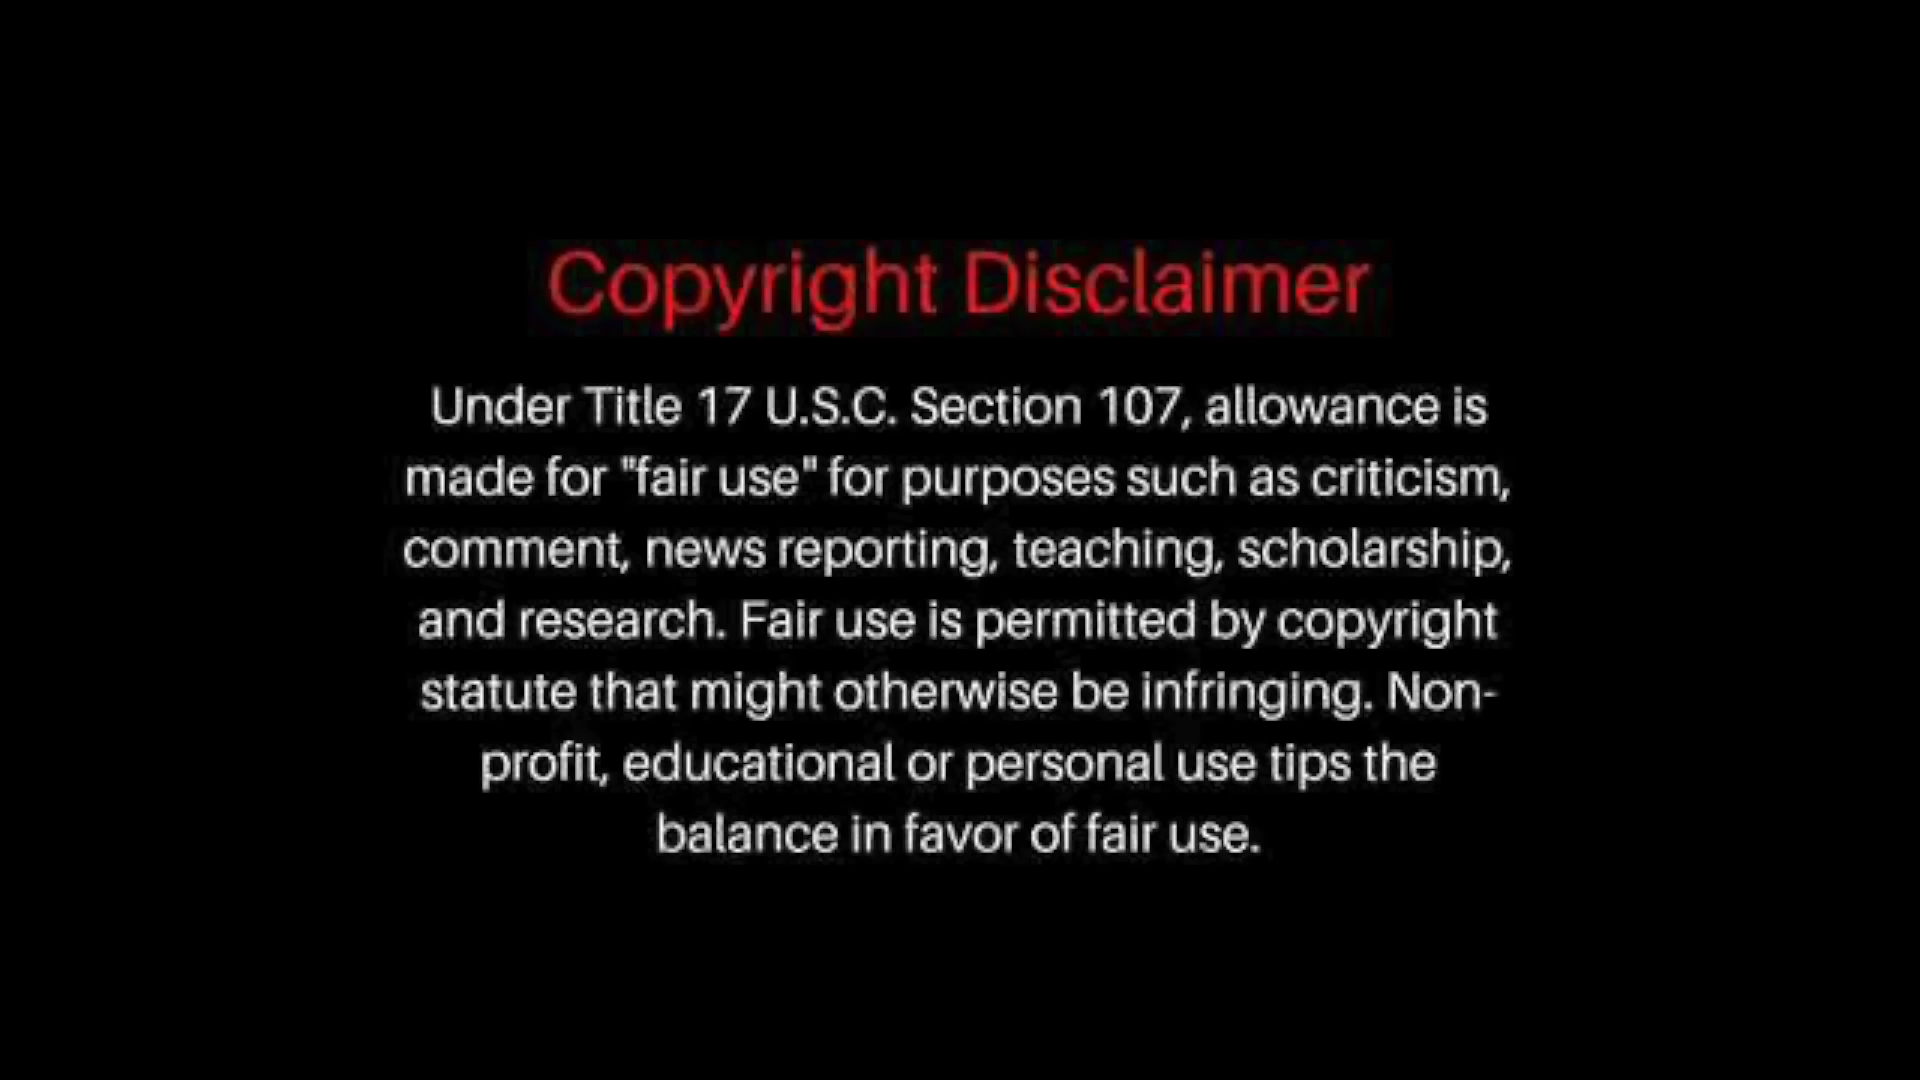 Copyright Disclaimer
Under Title 17 U.S.C. Section 107, allowance is
made for "fair use" for purposes such as criticism,
comment, news reporting, teaching, scholarship,
and research. Fair use is permitted by copyright
statute that might otherwise be infringing. Non-
profit, educational or personal use tips the
balance in favor of fair use.